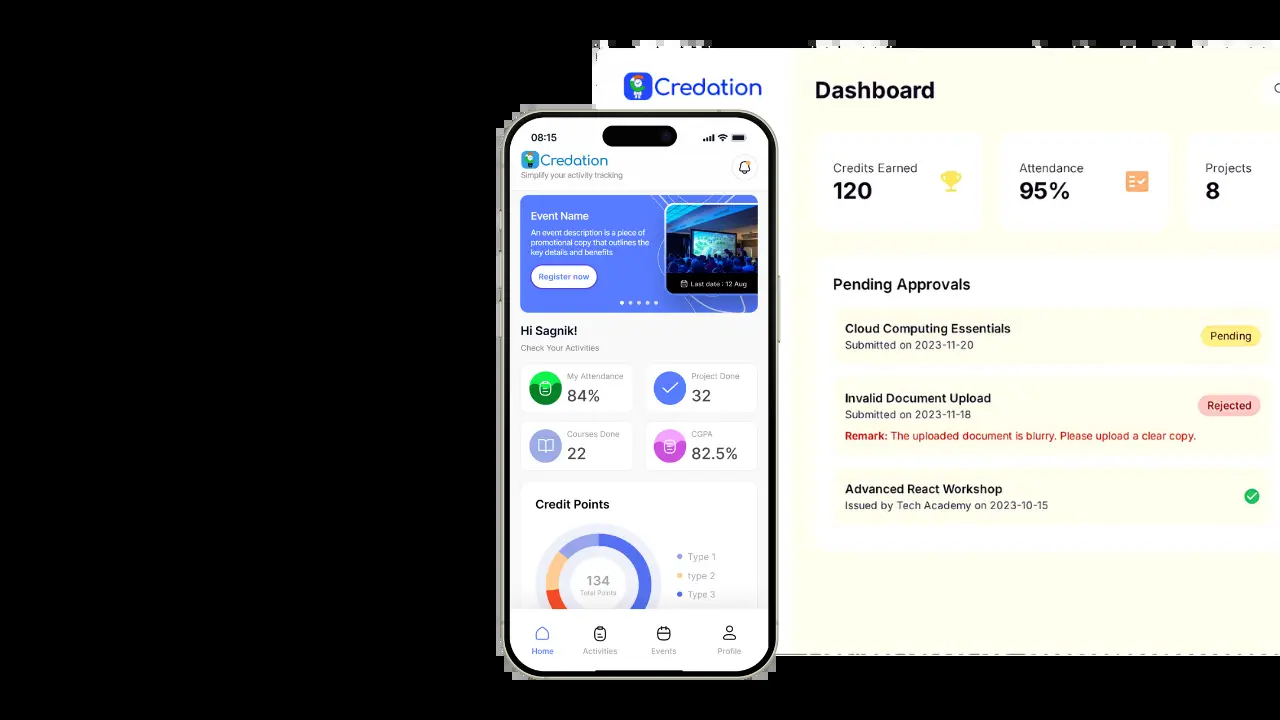 Credation
Dashboard
Credits Earned
120
Attendance
95%
Projects
8
Pending Approvals
Cloud Computing Essentials
Submitted on 2023-11-20
Pending
Invalid Document Upload
Submitted on 2023-11-18
Rejected
Remark: The uploaded document is blurry. Please upload a clear copy.
Advanced React Workshop
Issued by Tech Academy on 2023-10-15
08:15
Credation
Simplify your activity tracking
Event Name
An event description is a piece of
promotional copy that outlines the
key details and benefits
Register now
Last date : 12 Aug
Hi Sagnik!
Check Your Activities
My Attendance
84%
Project Done
32
Courses Done
22
CGPA
82.5%
Credit Points
134
Total Points
Type 1
type 2
Type 3
Home
Activities
Events
Profile